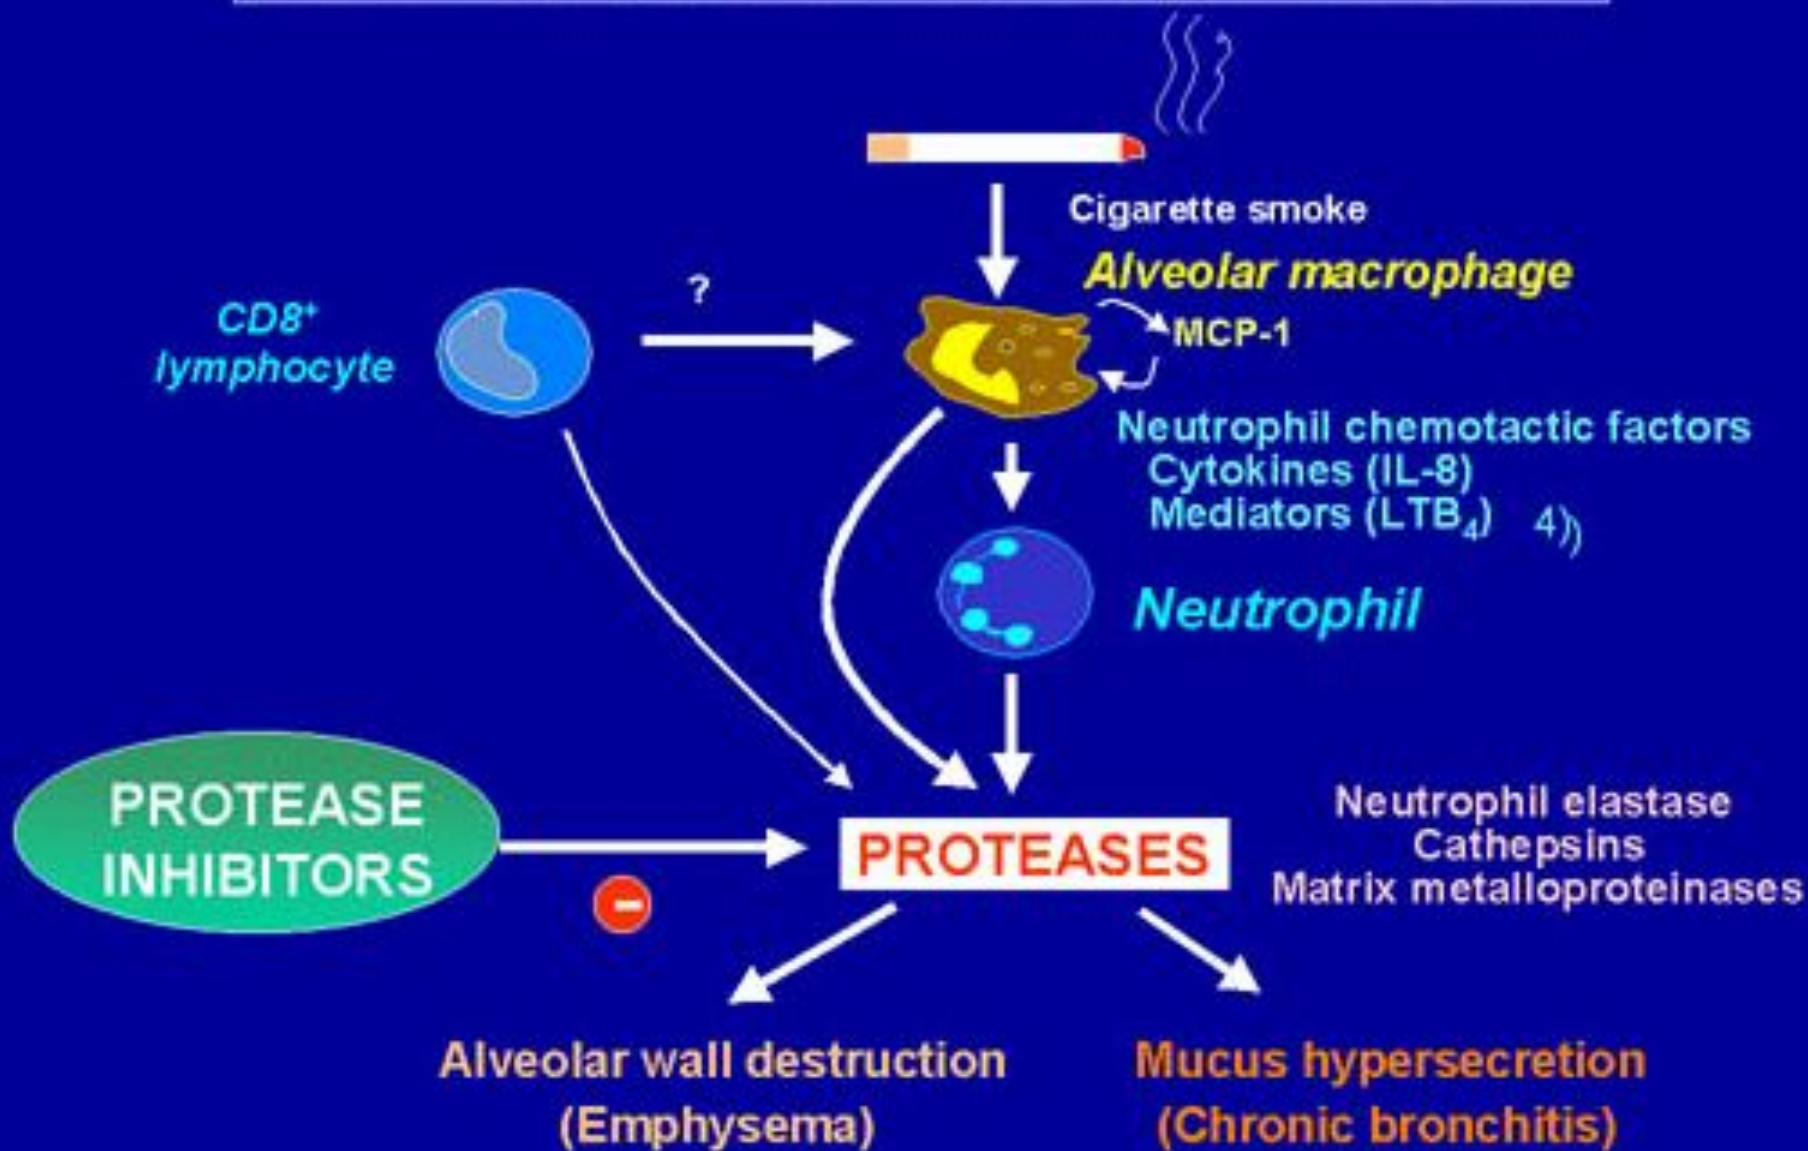 Cigarette smoke
Alveolar macrophage
?
MCP-1
CD8+
lymphocyte
Neutrophil chemotactic factors
Cytokines (IL-8)
Mediators (LTB4) 4))
Neutrophil
PROTEASE
INHIBITORS
PROTEASES
Neutrophil elastase
Cathepsins
Matrix metalloproteinases
-
Alveolar wall destruction
(Emphysema)
Mucus hypersecretion
(Chronic bronchitis)